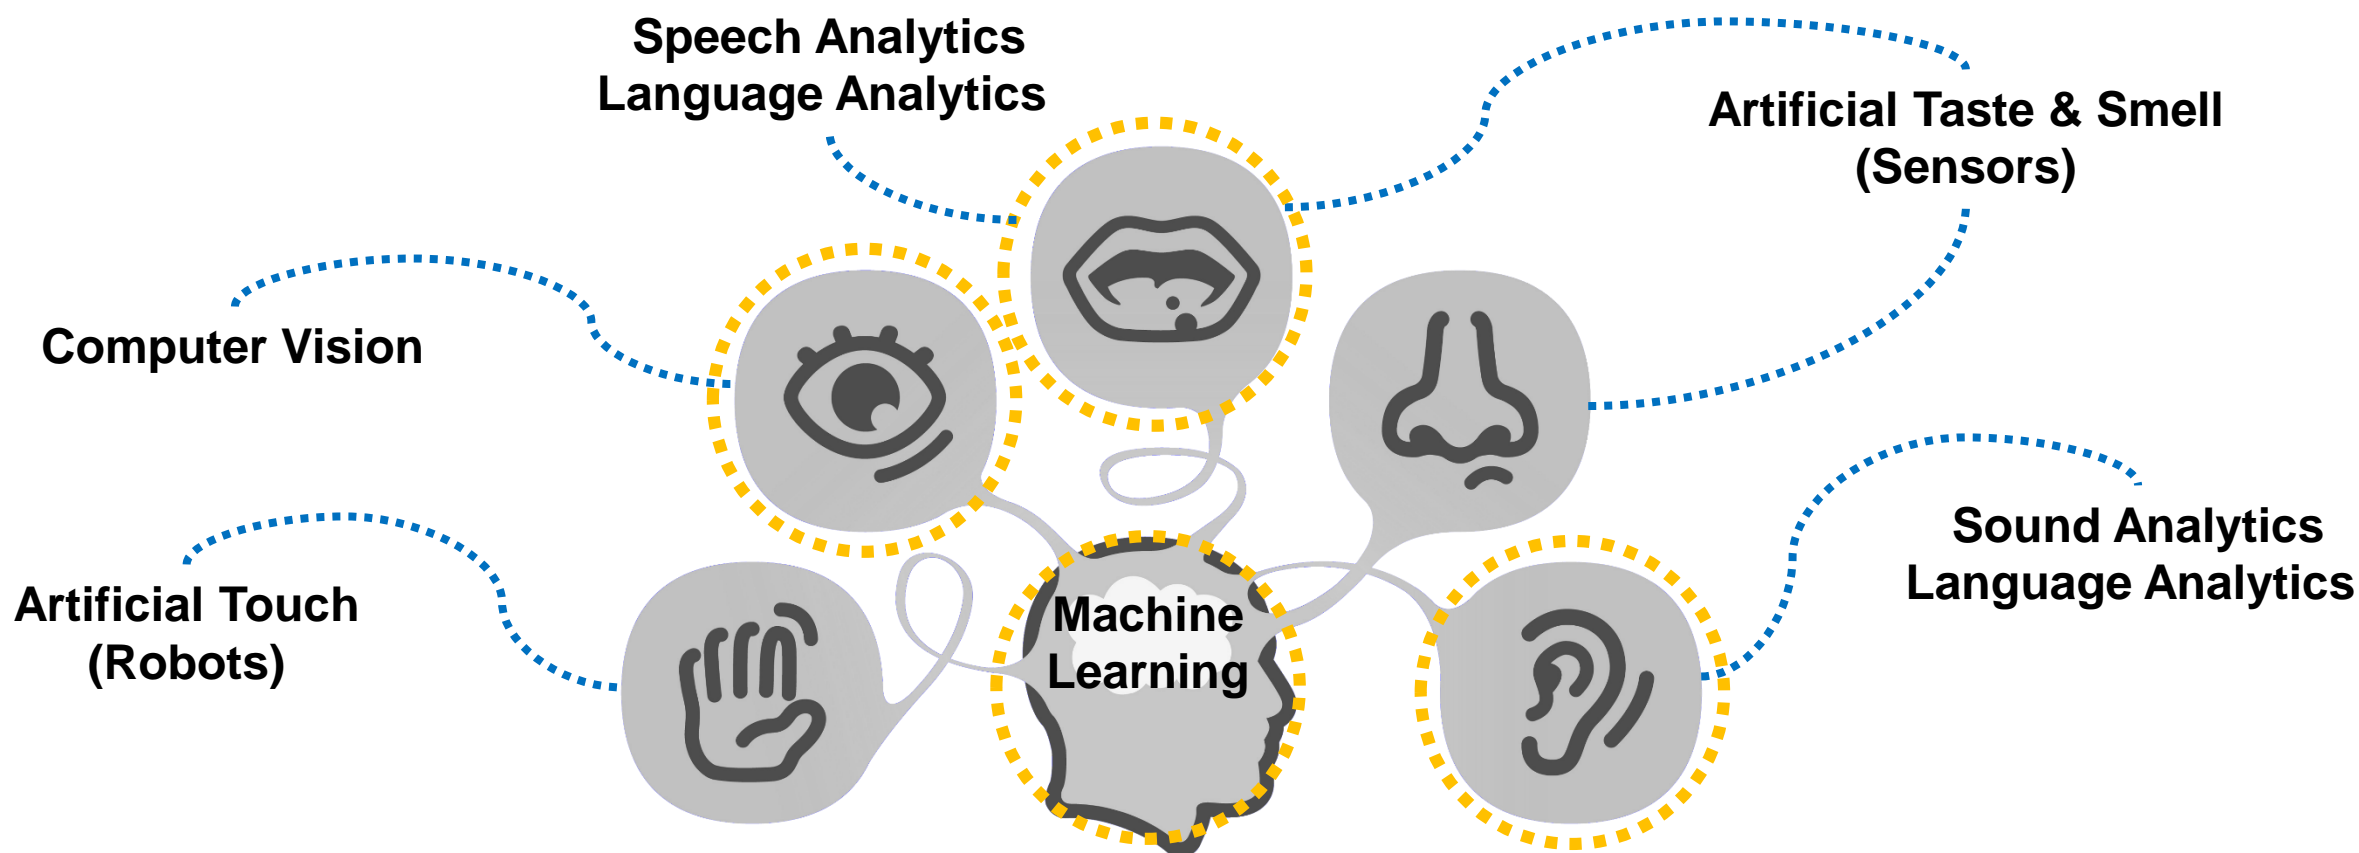 Speech Analytics
Language Analytics
Artificial Taste & Smell
(Sensors)
Computer Vision
Sound Analytics
Language Analytics
Artificial Touch
(Robots)
Machine
Learning